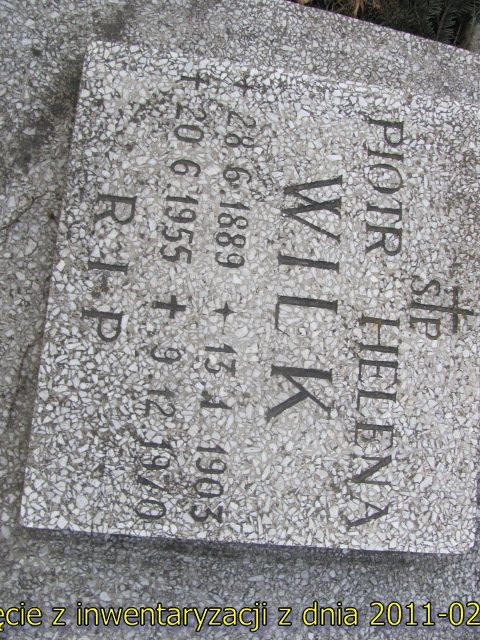 Ś†P
PIOTR HELENA
WILK
✦ 28 6 1889 ✦ 13 1 1903
✝ 20 6 1955 ✝ 9 12 1970
R I P
ęcie z inwentaryzacji z dnia 2011-02